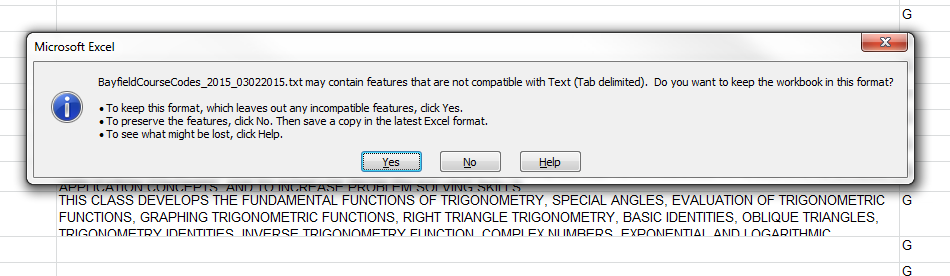 G
Microsoft Excel
BayfieldCourseCodes_2015_03022015.txt may contain features that are not compatible with Text (Tab delimited). Do you want to keep the workbook in this format?
• To keep this format, which leaves out any incompatible features, click Yes.
• To preserve the features, click No. Then save a copy in the latest Excel format.
• To see what might be lost, click Help.
Yes No Help
APPLICATION CONCEPTS, AND TO INCREASE PROBLEM SOLVING SKILLS
THIS CLASS DEVELOPS THE FUNDAMENTAL FUNCTIONS OF TRIGONOMETRY, SPECIAL ANGLES, EVALUATION OF TRIGONOMETRIC G
FUNCTIONS, GRAPHING TRIGONOMETRIC FUNCTIONS, RIGHT TRIANGLE TRIGONOMETRY, BASIC IDENTITIES, OBLIQUE TRIANGLES,
TRIGONOMETRY IDENTITIES, INVERSE TRIGONOMETRY FUNCTION, COMPLEX NUMBERS, EXPONENTIAL AND LOGARITHMIC
G
G